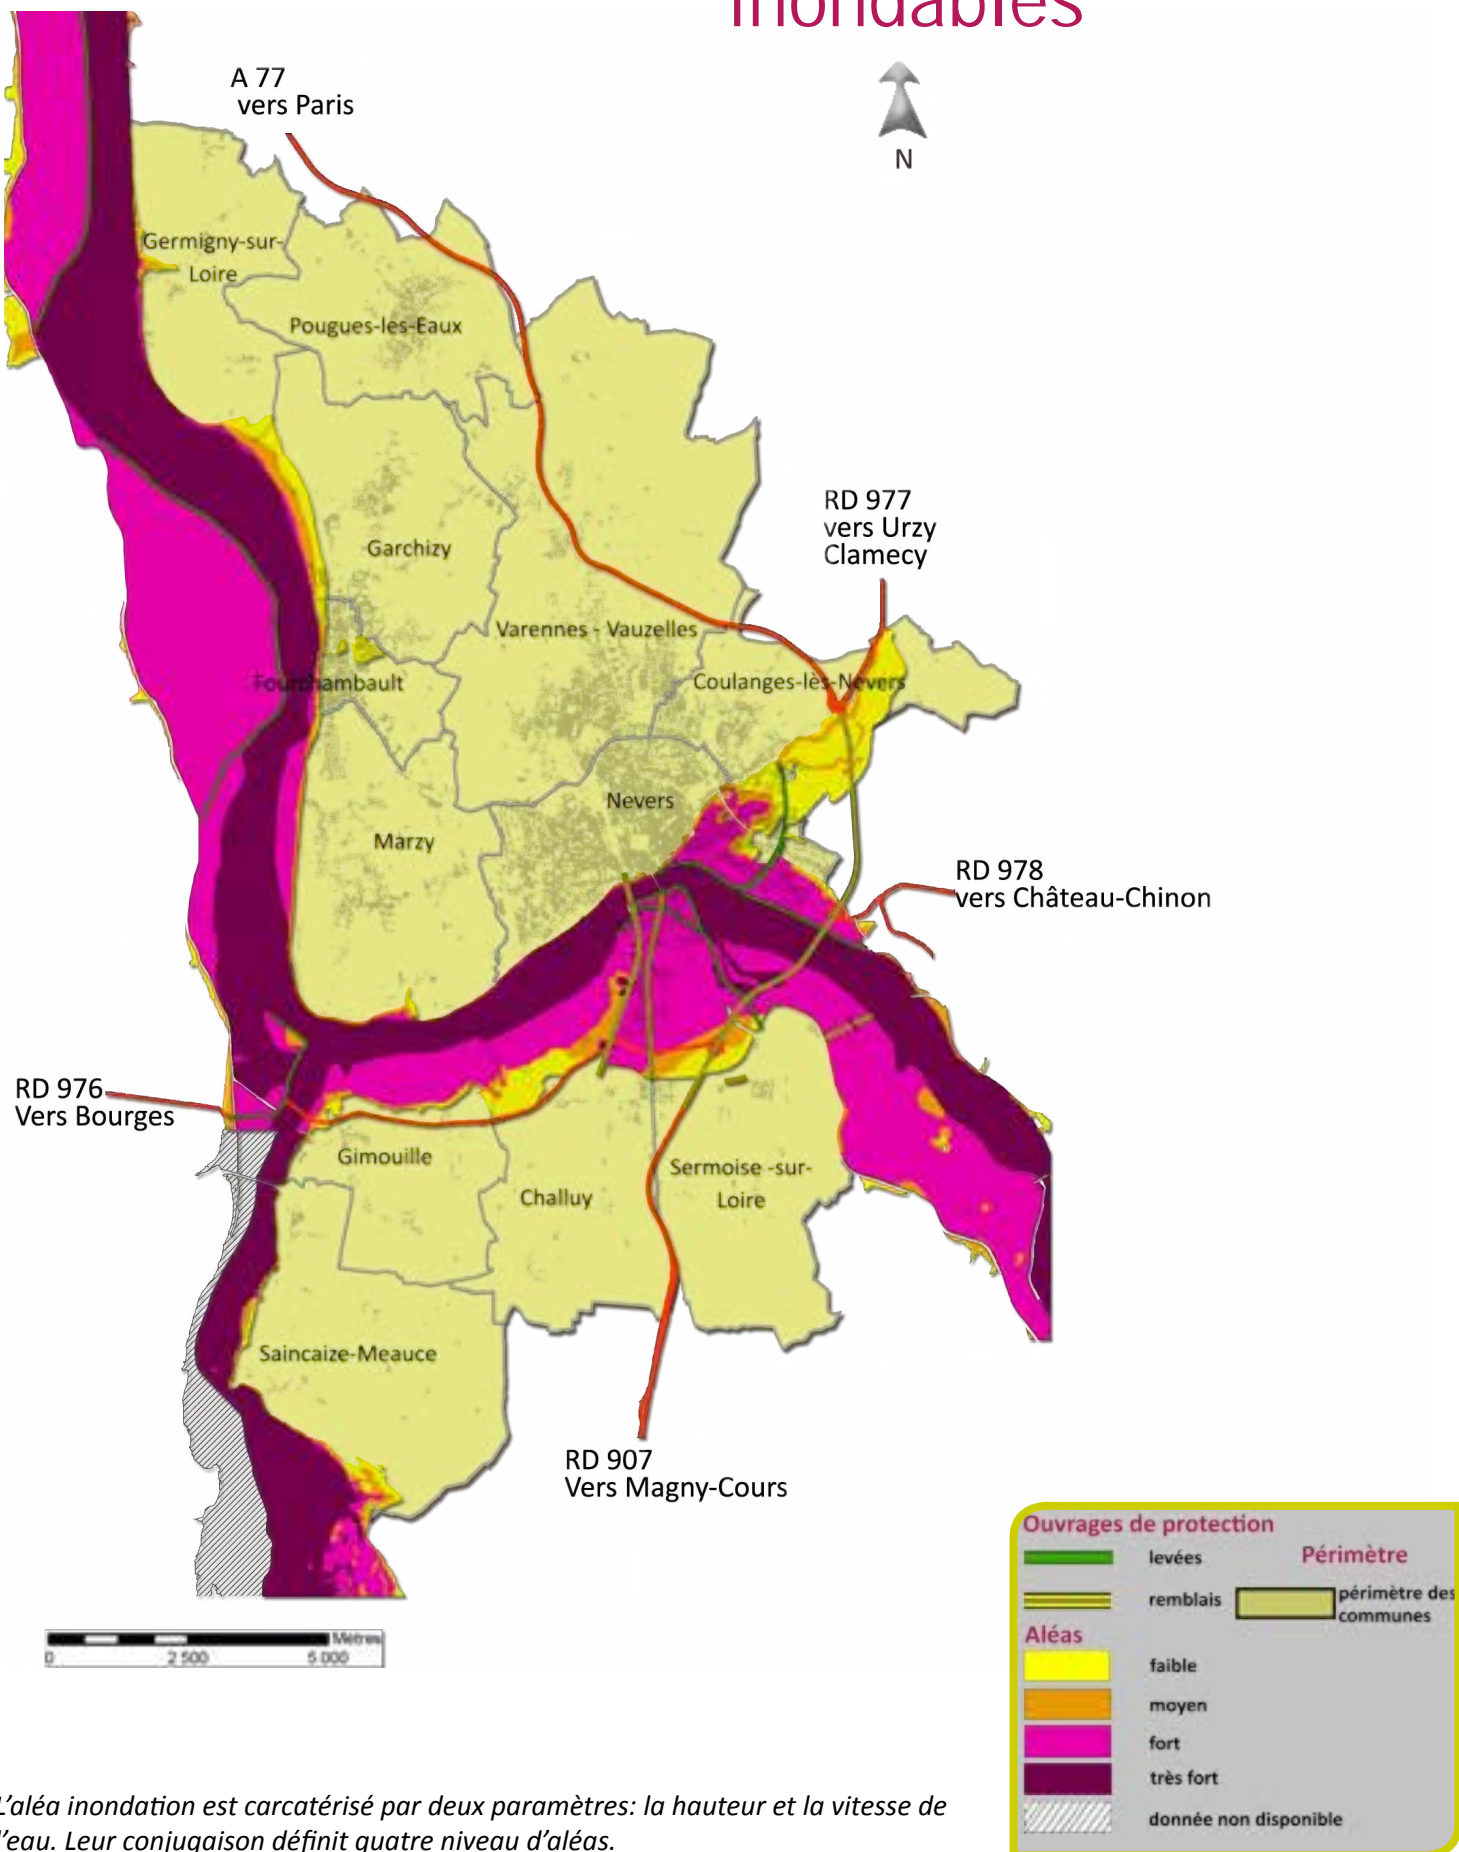 inondables
A 77
vers Paris
N
Germigny-sur-
Loire
Pougues-les-Eaux
RD 977
vers Urzy
Clamecy
Garchizy
Varennes - Vauzelles
Fourchambault
Coulanges-lès-Nevers
Nevers
Marzy
RD 978
vers Château-Chinon
RD 976
Vers Bourges
Gimouille
Challuy
Sermoise -sur-
Loire
Saincaize-Meauce
RD 907
Vers Magny-Cours
Ouvrages de protection
levées
Périmètre
remblais
périmètre des
communes
Aléas
faible
moyen
fort
très fort
donnée non disponible
Mètres
0 2 500 5 000
L'aléa inondation est carcatérisé par deux paramètres: la hauteur et la vitesse de
l'eau. Leur conjugaison définit quatre niveau d'aléas.